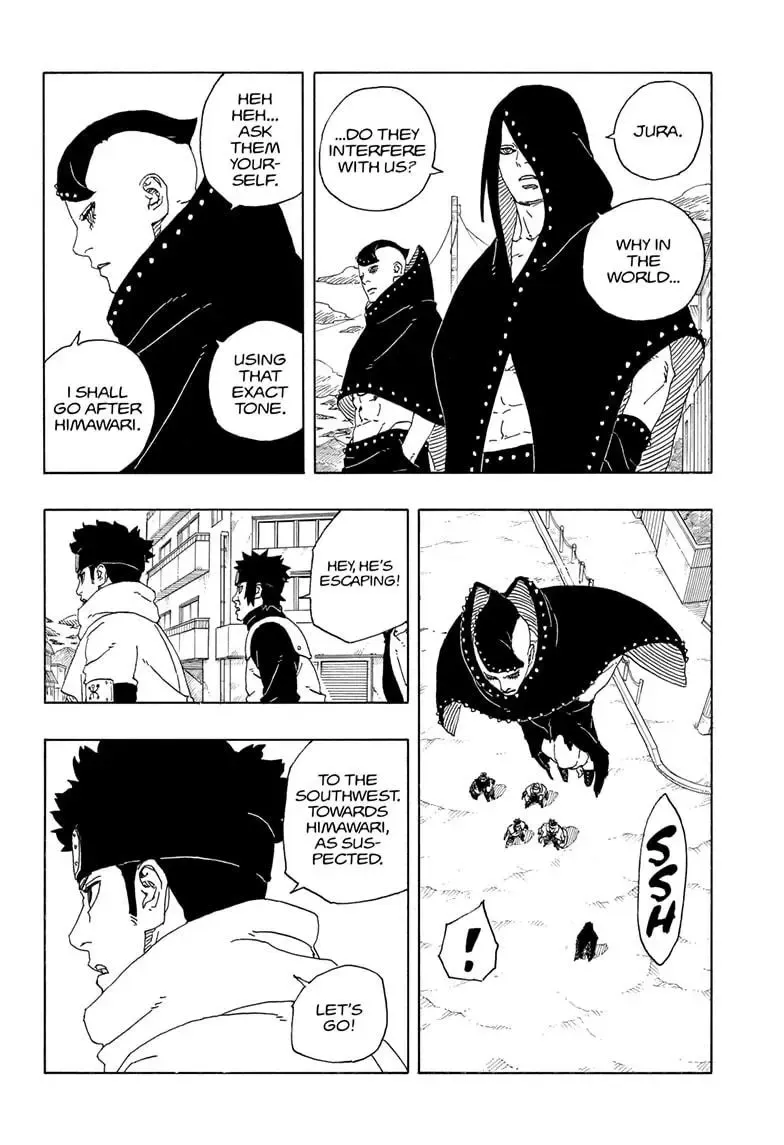 JURA.
WHY IN
THE
WORLD...
...DO THEY
INTERFERE
WITH US?
HEH
HEH...
ASK
THEM
YOUR-
SELF.
USING
THAT
EXACT
TONE.
I SHALL
GO AFTER
HIMAWARI.
SSH
!
HEY, HE'S
ESCAPING!
TO THE
SOUTHWEST.
TOWARDS
HIMAWARI,
AS SUS-
PECTED.
LET'S
GO!